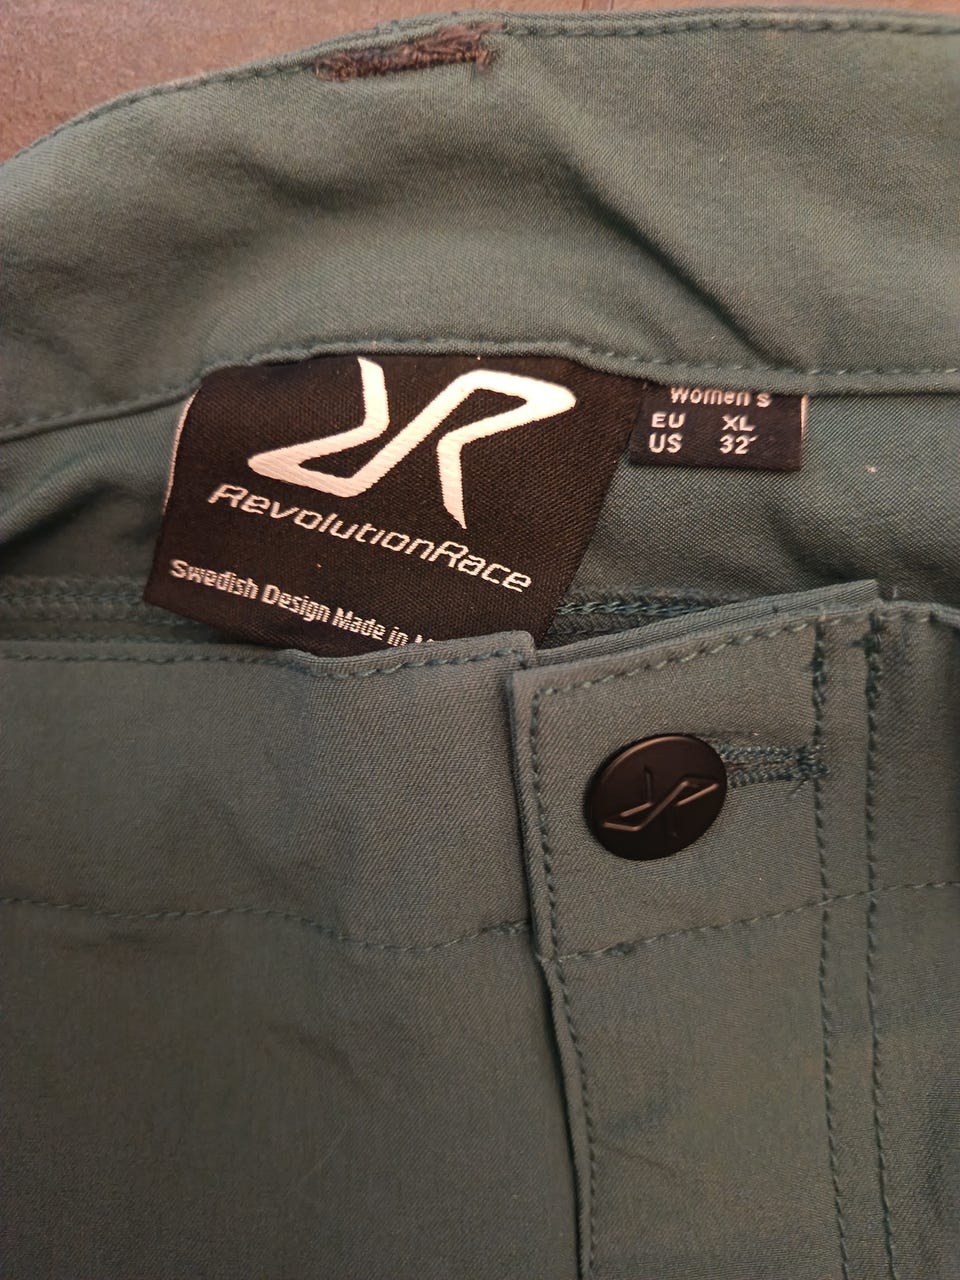 RevolutionRace
Swedish Design Made in
Women's
EU XL
US 32"